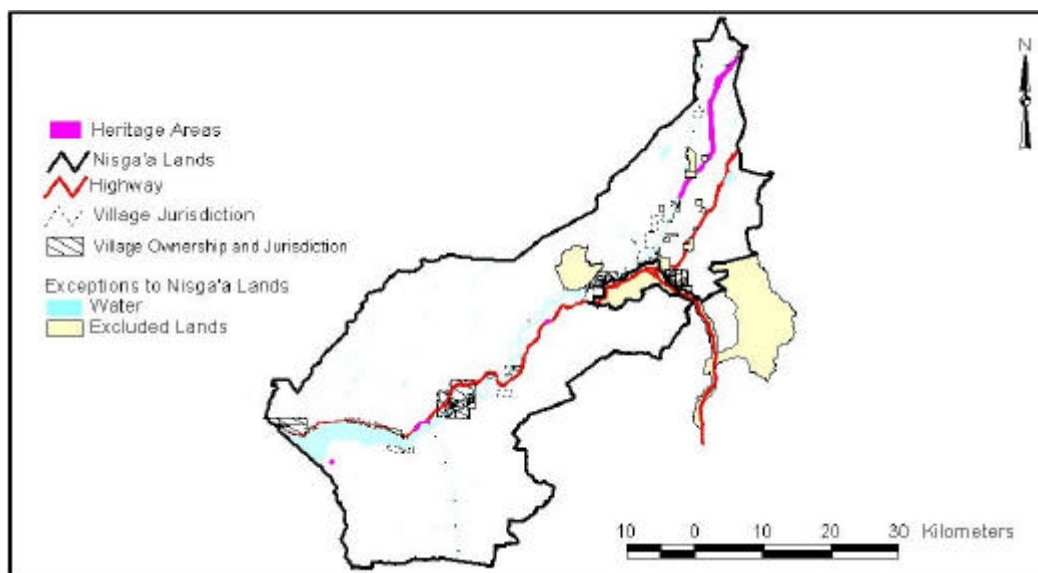 N
Heritage Areas
Nisga'a Lands
Highway
Village Jurisdiction
Village Ownership and Jurisdiction
Exceptions to Nisga'a Lands
Water
Excluded Lands
10 0 10 20 30 Kilometers